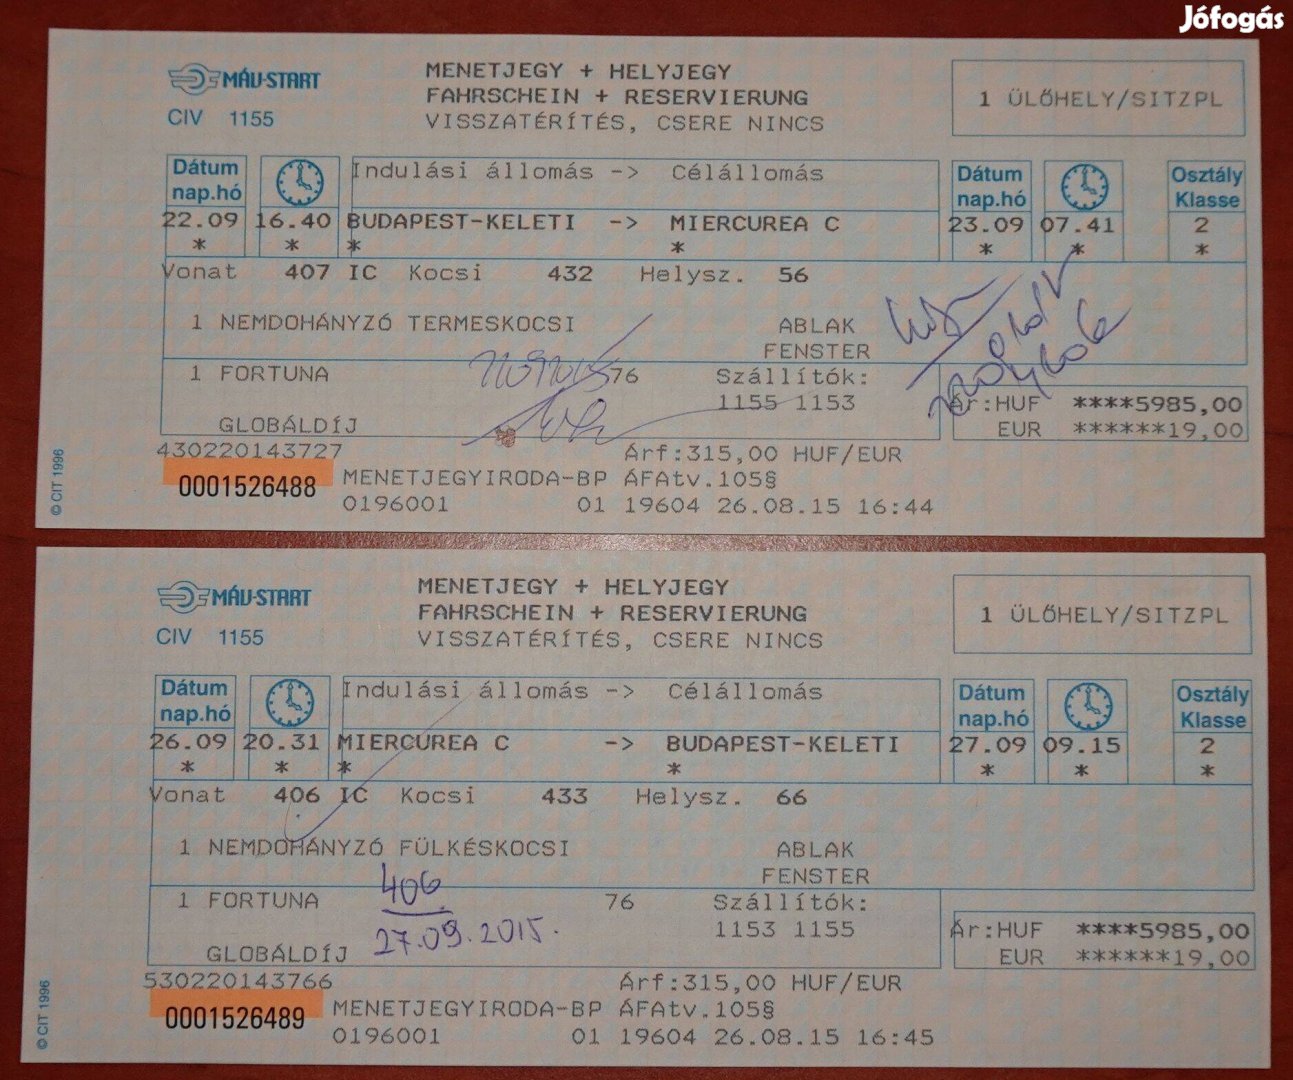 Jófogás
MÁV-START
CIV 1155
MENETJEGY + HELYJEGY
FAHRSCHEIN + RESERVIERUNG
VISSZATÉRÍTÉS, CSERE NINCS
1 ÜLŐHELY/SITZPL
Dátum nap.hó Indulási állomás -> Célállomás Dátum nap.hó Osztály Klasse
22.09 16.40 BUDAPEST-KELETI -> MIERCUREA C 23.09 07.41 2
* * * * * * *
Vonat 407 IC Kocsi 432 Helysz. 56
1 NEMDOHÁNYZÓ TERMESKOCSI ABLAK
FENSTER
1 FORTUNA 76 Szállítók:
1155 1153 Ár:HUF ****5985,00
GLOBÁLDÍJ EUR ******19,00
430220143727 Árf:315,00 HUF/EUR
0001526488 MENETJEGYIRODA-BP ÁFAtv.105§
0196001 01 19604 26.08.15 16:44
© CIT 1996
MÁV-START
CIV 1155
MENETJEGY + HELYJEGY
FAHRSCHEIN + RESERVIERUNG
VISSZATÉRÍTÉS, CSERE NINCS
1 ÜLŐHELY/SITZPL
Dátum nap.hó Indulási állomás -> Célállomás Dátum nap.hó Osztály Klasse
26.09 20.31 MIERCUREA C -> BUDAPEST-KELETI 27.09 09.15 2
* * * * * * *
Vonat 406 IC Kocsi 433 Helysz. 66
1 NEMDOHÁNYZÓ FÜLKÉSKOCSI ABLAK
FENSTER
1 FORTUNA 406 76 Szállítók:
27.09.2015. 1153 1155 Ár:HUF ****5985,00
GLOBÁLDÍJ EUR ******19,00
530220143766 Árf:315,00 HUF/EUR
0001526489 MENETJEGYIRODA-BP ÁFAtv.105§
0196001 01 19604 26.08.15 16:45
© CIT 1996